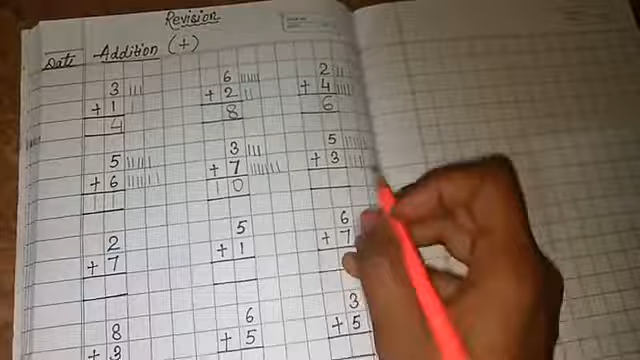 Revision
Date Addition (+)
3 6 2
+ 1 + 2 + 4
4 8 6
5 3 5
+ 6 + 7 + 3
11 10
2 5 6
+ 7 + 1 + 7
8 6 3
+ 3 + 5 + 5